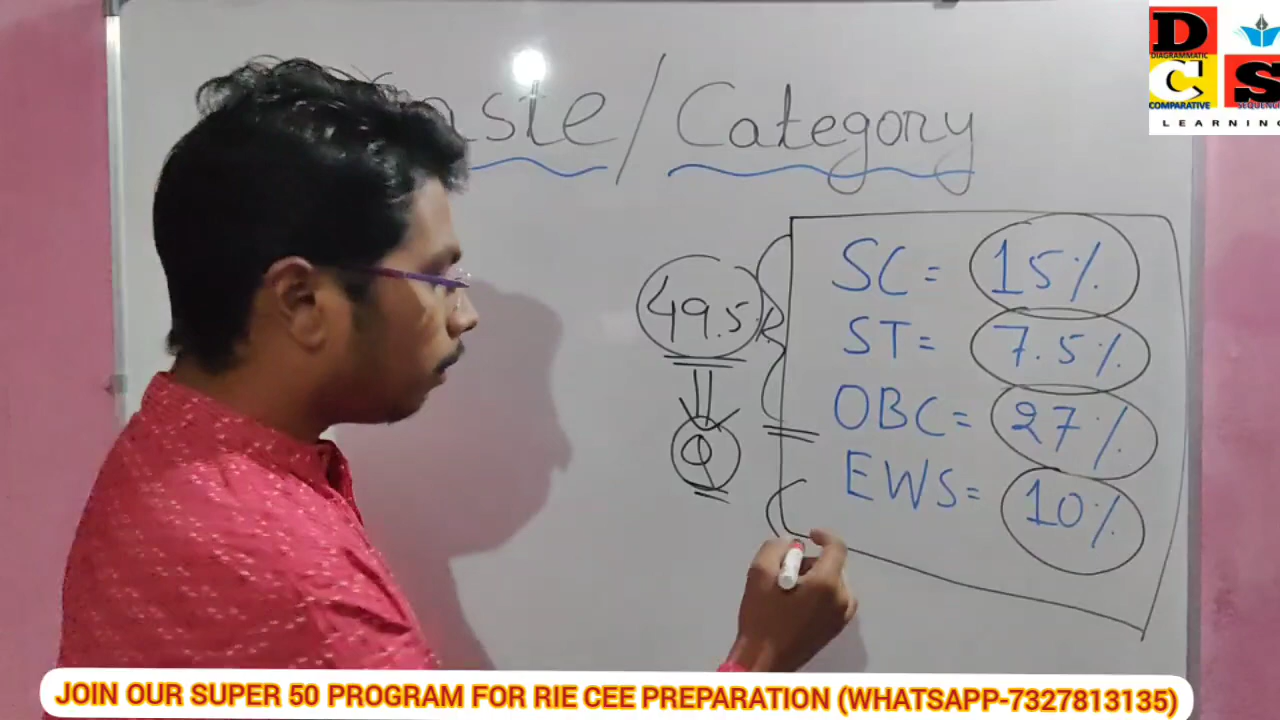 D
DIAGRAMMATIC
C S
COMPARATIVE
LEARNING
/ Category
SC = 15%
49.5
ST = 7.5%
OBC = 27%
EWS = 10%
JOIN OUR SUPER 50 PROGRAM FOR RIE CEE PREPARATION (WHATSAPP-7327813135)